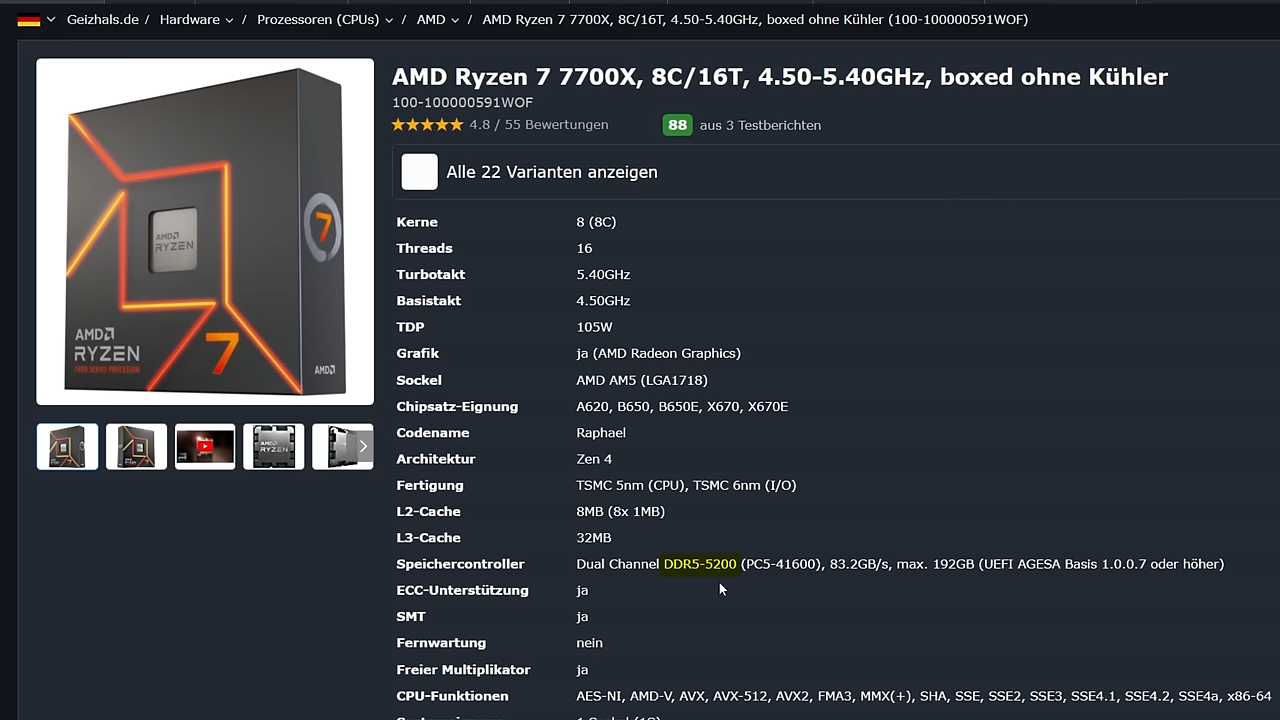 Geizhals.de / Hardware / Prozessoren (CPUs) / AMD / AMD Ryzen 7 7700X, 8C/16T, 4.50-5.40GHz, boxed ohne Kühler (100-100000591WOF)
AMD Ryzen 7 7700X, 8C/16T, 4.50-5.40GHz, boxed ohne Kühler
100-100000591WOF
4.8 / 55 Bewertungen 88 aus 3 Testberichten
Alle 22 Varianten anzeigen
AMD
RYZEN
7
AMD
RYZEN
7000 SERIES PROCESSOR
7
AMD
Kerne 8 (8C)
Threads 16
Turbotakt 5.40GHz
Basistakt 4.50GHz
TDP 105W
Grafik ja (AMD Radeon Graphics)
Sockel AMD AM5 (LGA1718)
Chipsatz-Eignung A620, B650, B650E, X670, X670E
Codename Raphael
Architektur Zen 4
Fertigung TSMC 5nm (CPU), TSMC 6nm (I/O)
L2-Cache 8MB (8x 1MB)
L3-Cache 32MB
Speichercontroller Dual Channel DDR5-5200 (PC5-41600), 83.2GB/s, max. 192GB (UEFI AGESA Basis 1.0.0.7 oder höher)
ECC-Unterstützung ja
SMT ja
Fernwartung nein
Freier Multiplikator ja
CPU-Funktionen AES-NI, AMD-V, AVX, AVX-512, AVX2, FMA3, MMX(+), SHA, SSE, SSE2, SSE3, SSE4.1, SSE4.2, SSE4a, x86-64